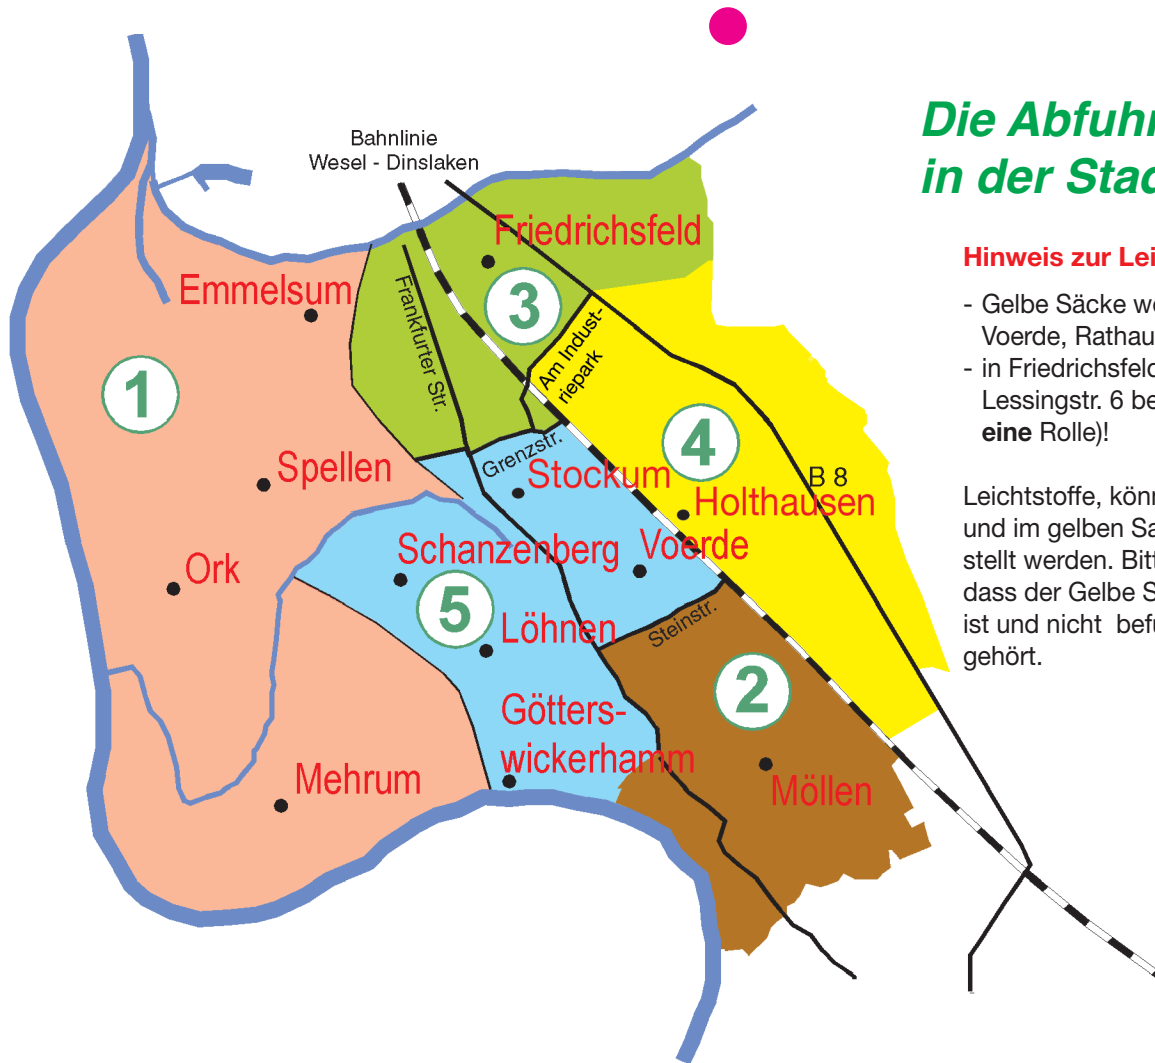 Bahnlinie
Wesel - Dinslaken
Friedrichsfeld
Emmelsum
3
Frankfurter Str.
Am Indust-
riepark
1
4
Grenzstr.
Spellen
Stockum
B 8
Holthausen
Schanzenberg
Voerde
Ork
5
Löhnen
Steinstr.
2
Götters-
wickerhamm
Mehrum
Möllen
Die Abfuhr
in der Stad
Hinweis zur Lei
- Gelbe Säcke we
Voerde, Rathau
- in Friedrichsfeld
Lessingstr. 6 be
eine Rolle)!
Leichtstoffe, könn
und im gelben Sa
stellt werden. Bitt
dass der Gelbe S
ist und nicht befü
gehört.